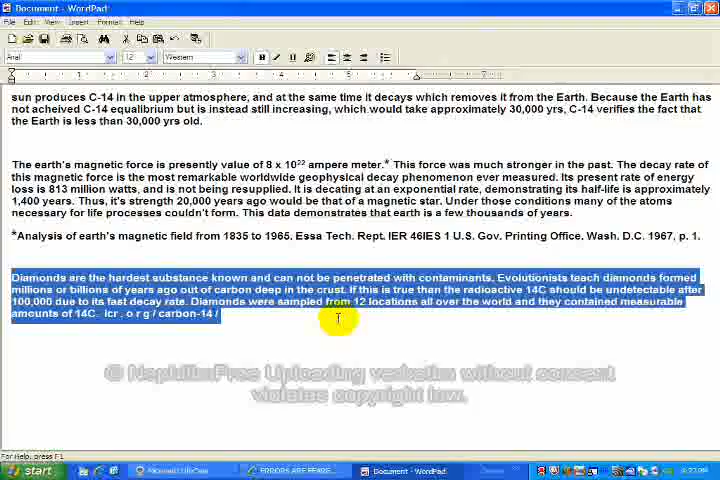 Document - WordPad
File Edit View Insert Format Help
Arial 12 Western B
1 2 3 4 5 7
sun produces C-14 in the upper atmosphere, and at the same time it decays which removes it from the Earth. Because the Earth has
not acheived C-14 equalibrium but is instead still increasing, which would take approximately 30,000 yrs, C-14 verifies the fact that
the Earth is less than 30,000 yrs old.
The earth's magnetic force is presently value of 8 x 10²² ampere meter.* This force was much stronger in the past. The decay rate of
this magnetic force is the most remarkable worldwide geophysical decay phenomenon ever measured. Its present rate of energy
loss is 813 million watts, and is not being resupplied. It is decating at an exponential rate, demonstrating its half-life is approximately
1,400 years. Thus, it's strength 20,000 years ago would be that of a magnetic star. Under those conditions many of the atoms
necessary for life processes couldn't form. This data demonstrates that earth is a few thousands of years.
*Analysis of earth's magnetic field from 1835 to 1965, Essa Tech. Rept. IER 46IES 1 U.S. Gov. Printing Office, Wash. D.C. 1967, p. 1.
Diamonds are the hardest substance known and can not be penetrated with contaminants. Evolutionists teach diamonds formed
millions or billions of years ago out of carbon deep in the crust. If this is true than the radioactive 14C should be undetectable after
100,000 due to its fast decay rate. Diamonds were sampled from 12 locations all over the world and they contained measurable
amounts of 14C. Icr . o r g / carbon-14 /
© NephilimFree Uploading websites without consent
violates copyright law.
For Help, press F1
start ERRORS ARE FEARE... Document - WordPad